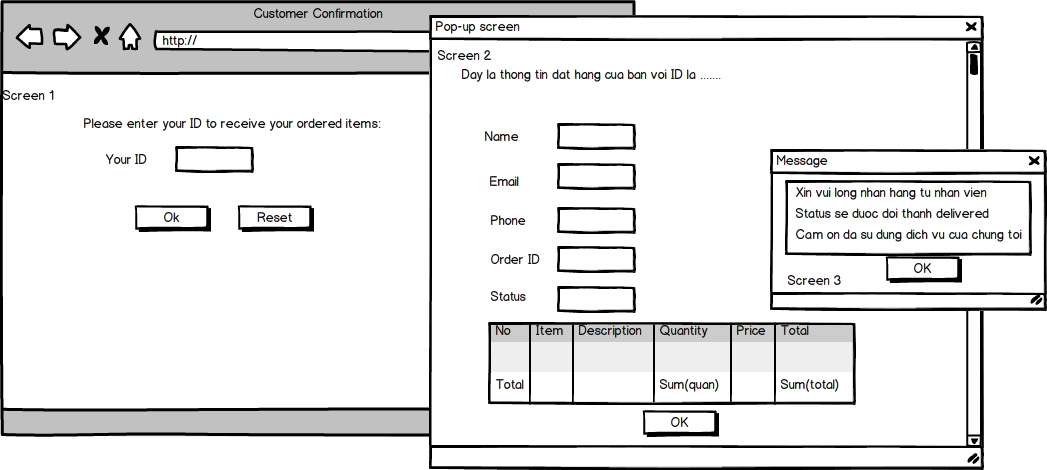 Customer Confirmation
http://
Screen 1
Please enter your ID to receive your ordered items:
Your ID
Ok
Reset
Pop-up screen
Screen 2
Day la thong tin dat hang cua ban voi ID la .......
Name
Email
Phone
Order ID
Status
No Item Description Quantity Price Total
Total Sum(quan) Sum(total)
OK
Message
Xin vui long nhan hang tu nhan vien
Status se duoc doi thanh delivered
Cam on da su dung dich vu cua chung toi
OK
Screen 3